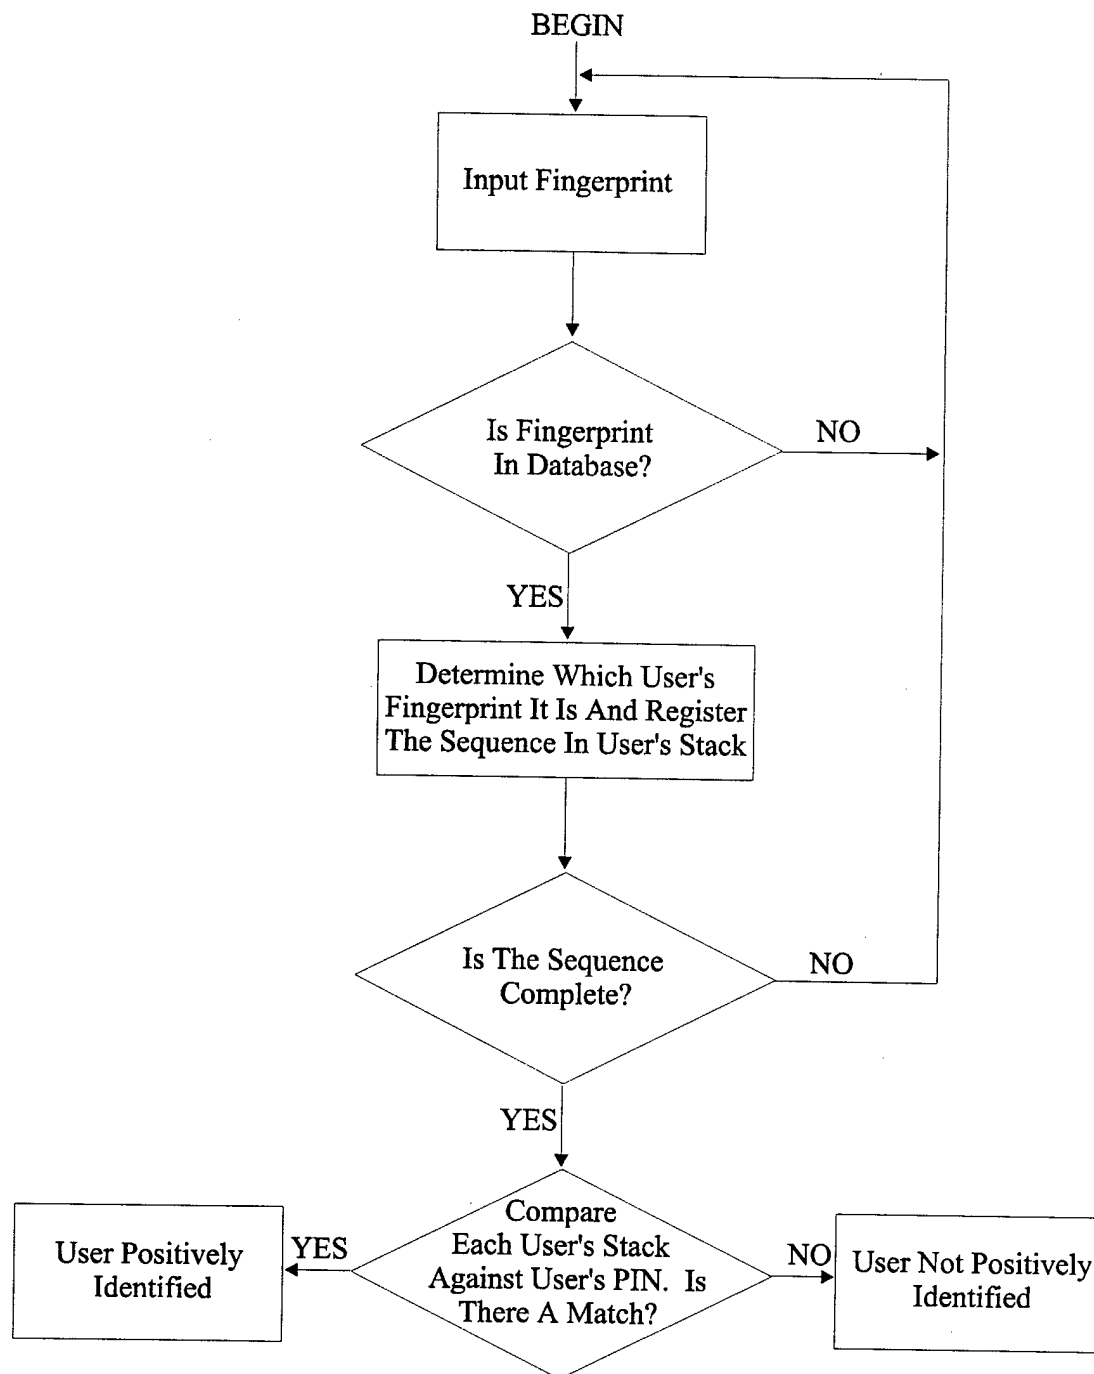 BEGIN
Input Fingerprint
Is Fingerprint
In Database?
NO
YES
Determine Which User's
Fingerprint It Is And Register
The Sequence In User's Stack
Is The Sequence
Complete?
NO
YES
Compare
Each User's Stack
Against User's PIN. Is
There A Match?
YES
User Positively
Identified
NO
User Not Positively
Identified